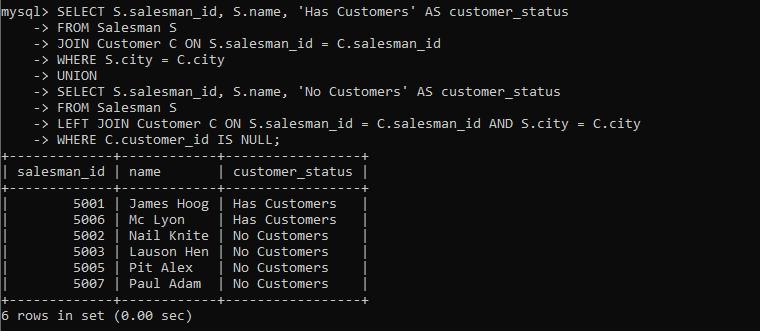 mysql> SELECT S.salesman_id, S.name, 'Has Customers' AS customer_status
    -> FROM Salesman S
    -> JOIN Customer C ON S.salesman_id = C.salesman_id
    -> WHERE S.city = C.city
    -> UNION
    -> SELECT S.salesman_id, S.name, 'No Customers' AS customer_status
    -> FROM Salesman S
    -> LEFT JOIN Customer C ON S.salesman_id = C.salesman_id AND S.city = C.city
    -> WHERE C.customer_id IS NULL;
+-------------+------------+-----------------+
| salesman_id | name       | customer_status |
+-------------+------------+-----------------+
|        5001 | James Hoog | Has Customers   |
|        5006 | Mc Lyon    | Has Customers   |
|        5002 | Nail Knite | No Customers    |
|        5003 | Lauson Hen | No Customers    |
|        5005 | Pit Alex   | No Customers    |
|        5007 | Paul Adam  | No Customers    |
+-------------+------------+-----------------+
6 rows in set (0.00 sec)